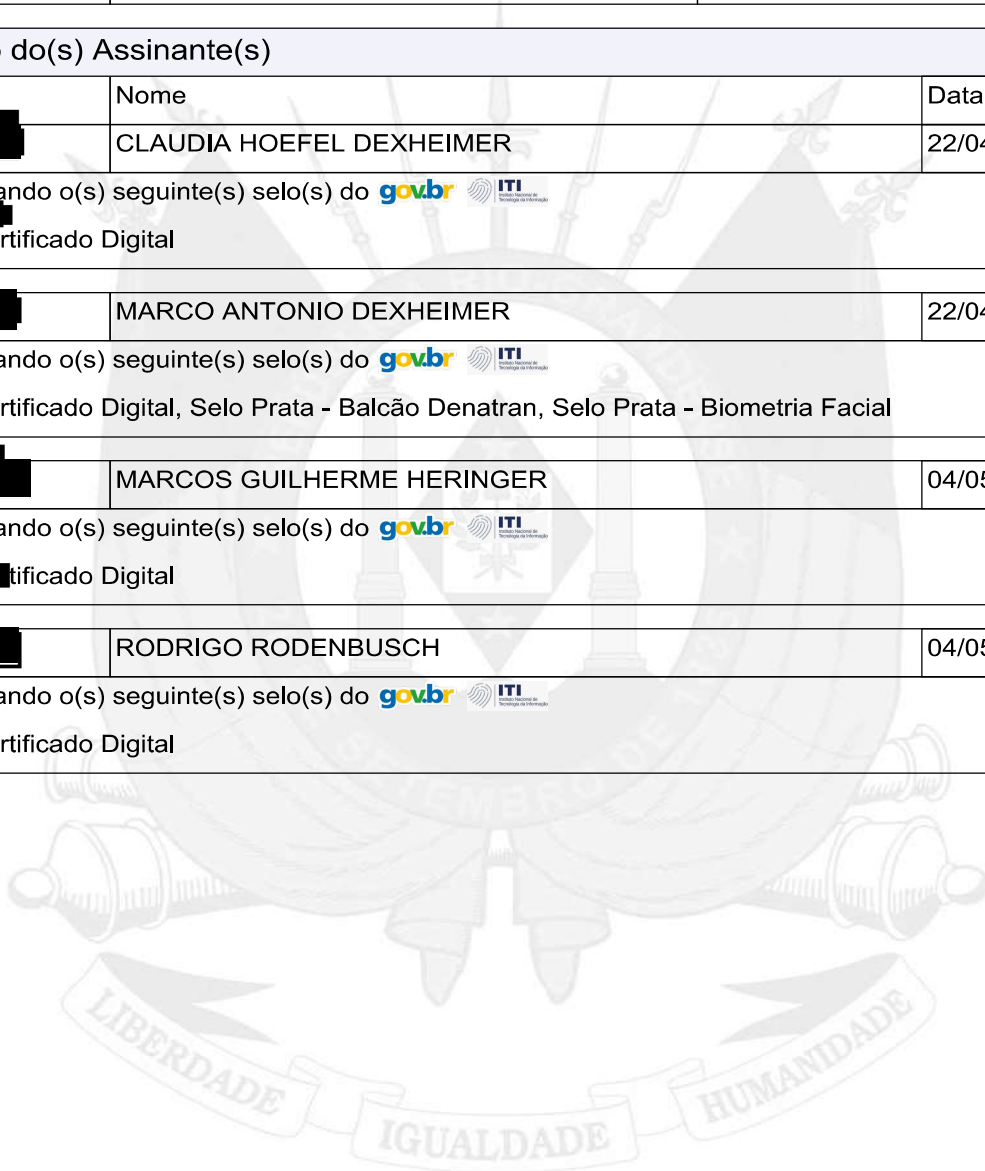 do(s) Assinante(s)
Nome Data
CLAUDIA HOEFEL DEXHEIMER 22/04
ando o(s) seguinte(s) selo(s) do gov.br ITI
rtificado Digital
MARCO ANTONIO DEXHEIMER 22/04
ando o(s) seguinte(s) selo(s) do gov.br ITI
rtificado Digital, Selo Prata - Balcão Denatran, Selo Prata - Biometria Facial
MARCOS GUILHERME HERINGER 04/05
ando o(s) seguinte(s) selo(s) do gov.br ITI
tificado Digital
RODRIGO RODENBUSCH 04/05
ando o(s) seguinte(s) selo(s) do gov.br ITI
rtificado Digital
SETEMBRO DE
LIBERDADE IGUALDADE HUMANIDADE